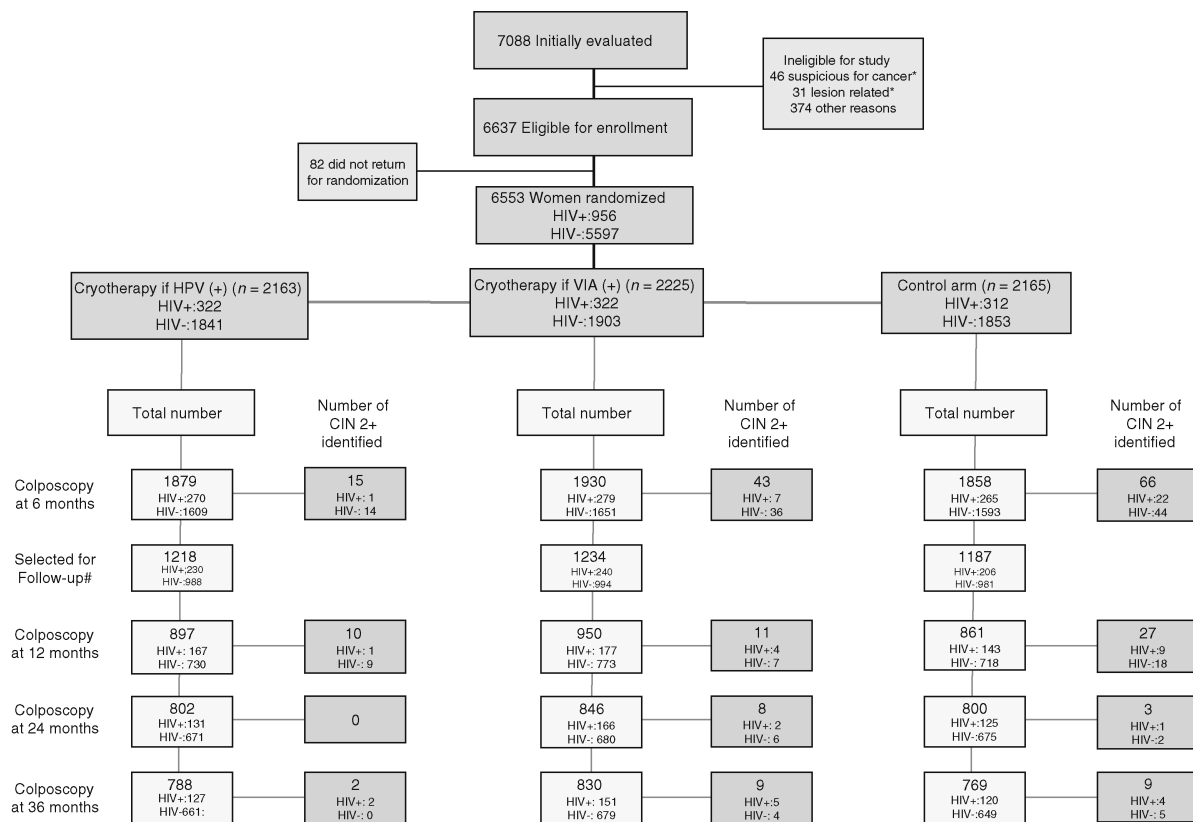 7088 Initially evaluated
Ineligible for study
46 suspicious for cancer*
31 lesion related*
374 other reasons
6637 Eligible for enrollment
82 did not return
for randomization
6553 Women randomized
HIV+:956
HIV-:5597
Cryotherapy if HPV (+) (n = 2163)
HIV+:322
HIV-:1841
Cryotherapy if VIA (+) (n = 2225)
HIV+:322
HIV-:1903
Control arm (n = 2165)
HIV+:312
HIV-:1853
Total number
Number of
CIN 2+
identified
Total number
Number of
CIN 2+
identified
Total number
Number of
CIN 2+
identified
Colposcopy
at 6 months
1879
HIV+:270
HIV-:1609
15
HIV+: 1
HIV-: 14
1930
HIV+:279
HIV-:1651
43
HIV+: 7
HIV-: 36
1858
HIV+:265
HIV-:1593
66
HIV+:22
HIV-:44
Selected for
Follow-up#
1218
HIV+:230
HIV-:988
1234
HIV+:240
HIV-:994
1187
HIV+:206
HIV-:981
Colposcopy
at 12 months
897
HIV+: 167
HIV-: 730
10
HIV+: 1
HIV-: 9
950
HIV+: 177
HIV-: 773
11
HIV+:4
HIV-: 7
861
HIV+: 143
HIV-: 718
27
HIV+:9
HIV-:18
Colposcopy
at 24 months
802
HIV+:131
HIV-:671
0
846
HIV+:166
HIV-: 680
8
HIV+: 2
HIV-: 6
800
HIV+:125
HIV-:675
3
HIV+:1
HIV-:2
Colposcopy
at 36 months
788
HIV+:127
HIV-661:
2
HIV+: 2
HIV-: 0
830
HIV+: 151
HIV-: 679
9
HIV+:5
HIV-: 4
769
HIV+:120
HIV-:649
9
HIV+:4
HIV-: 5